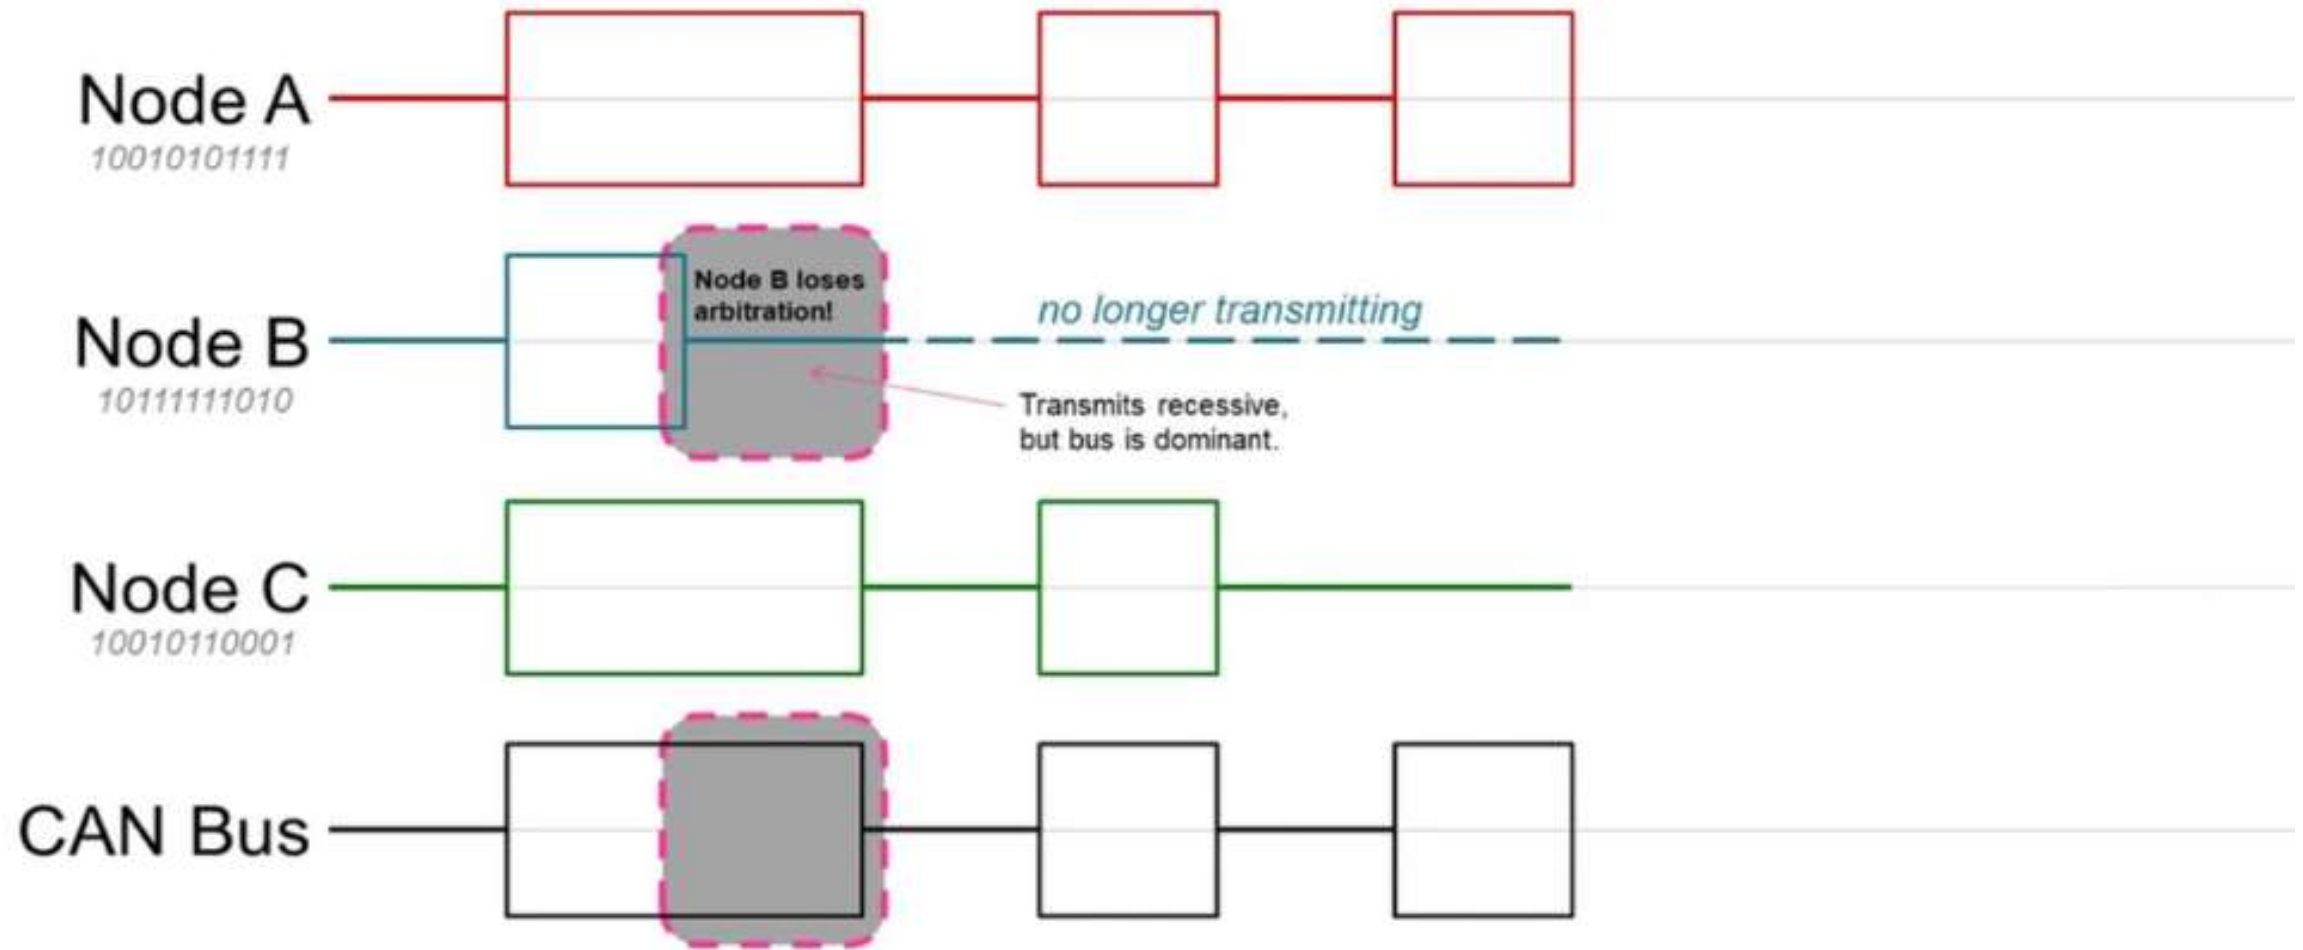 Node A
10010101111
Node B loses
arbitration!
no longer transmitting
Node B
10111111010
Transmits recessive,
but bus is dominant.
Node C
10010110001
CAN Bus